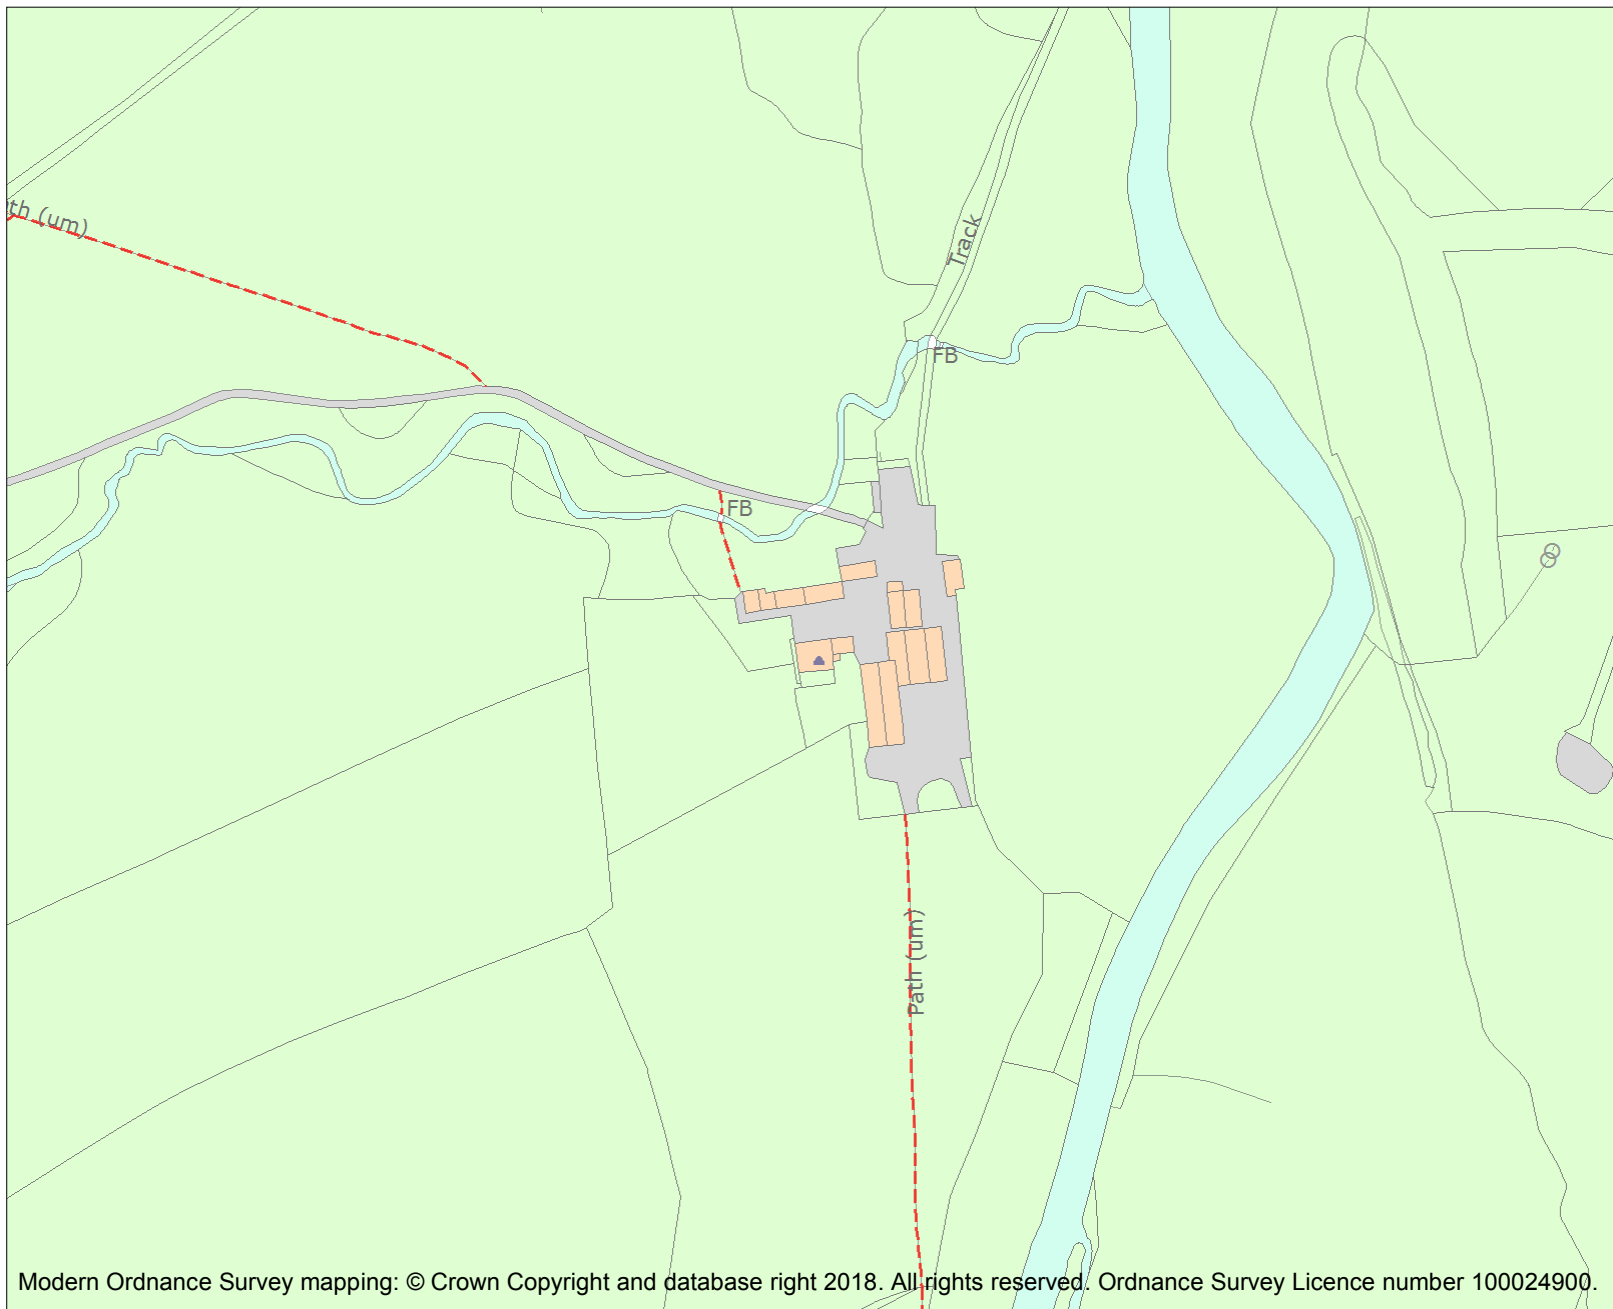 th (um)
Track
FB
FB
Path (um)
Modern Ordnance Survey mapping: © Crown Copyright and database right 2018. All rights reserved. Ordnance Survey Licence number 100024900.